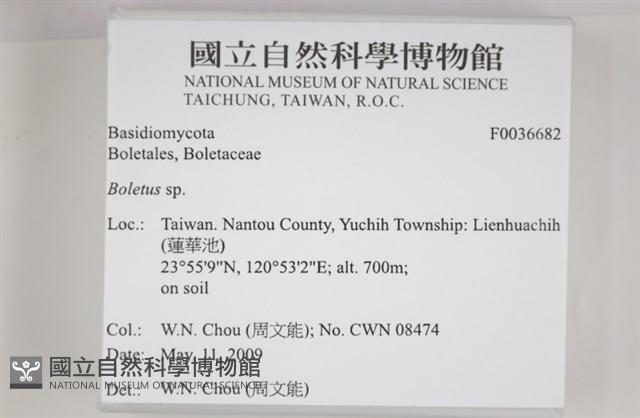 國立自然科學博物館
NATIONAL MUSEUM OF NATURAL SCIENCE
TAICHUNG, TAIWAN, R.O.C.
Basidiomycota F0036682
Boletales, Boletaceae
Boletus sp.
Loc.: Taiwan. Nantou County, Yuchih Township: Lienhuachih
(蓮華池)
23°55'9"N, 120°53'2"E; alt. 700m;
on soil
Col.: W.N. Chou (周文能); No. CWN 08474
Date: May, 11, 2009
國立自然科學博物館
NATIONAL MUSEUM OF NATURAL SCIENCE
Det.: W.N. Chou (周文能)